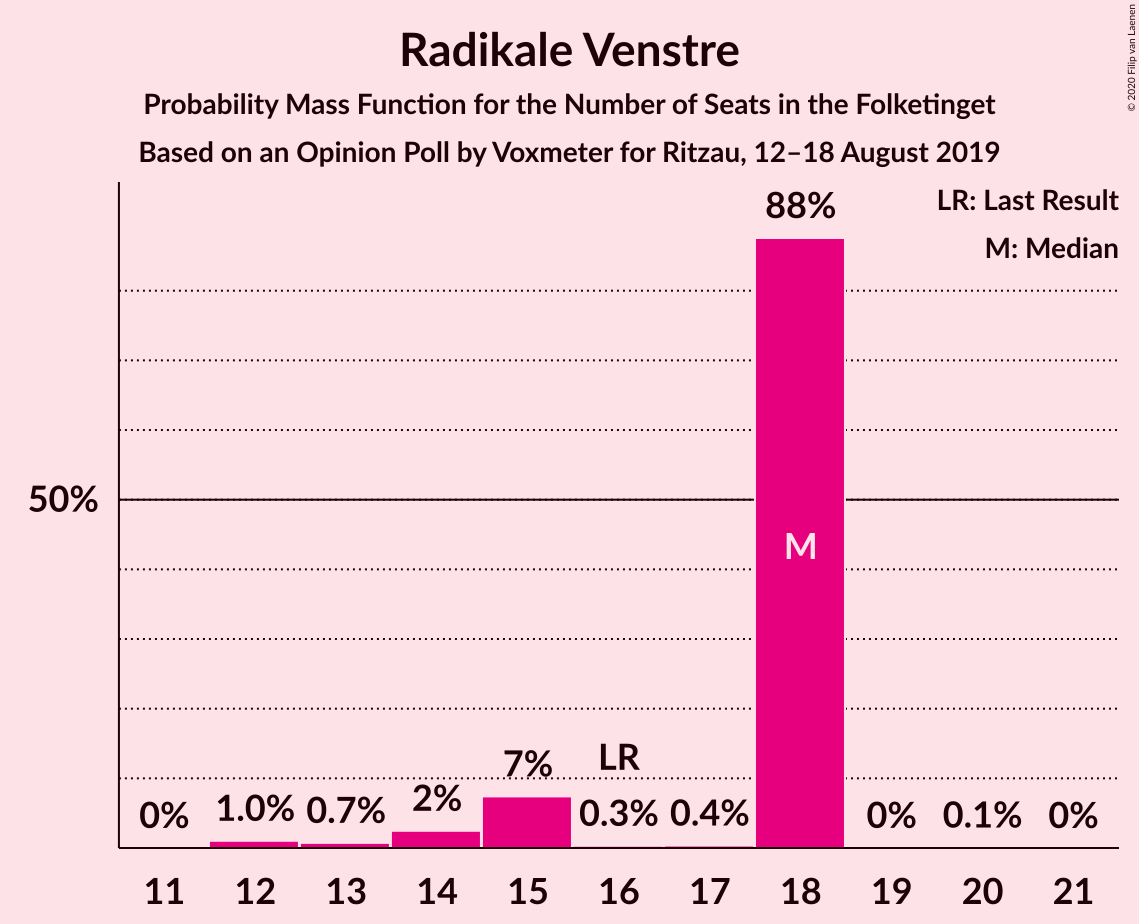 Radikale Venstre
Probability Mass Function for the Number of Seats in the Folketinget
Based on an Opinion Poll by Voxmeter for Ritzau, 12–18 August 2019
© 2020 Filip van Laenen
LR: Last Result
M: Median
88%
50%
M
7%
LR
0%
1.0%
0.7%
2%
0.3%
0.4%
0%
0.1%
0%
11 12 13 14 15 16 17 18 19 20 21